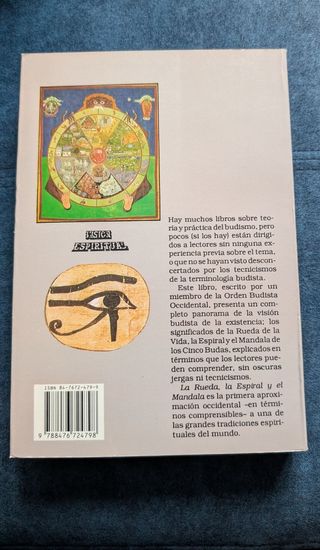 Hay muchos libros sobre teo-
ría y práctica del budismo, pero
pocos (si los hay) están dirigi-
dos a lectores sin ninguna ex-
periencia previa sobre el tema,
o que no se hayan visto descon-
certados por los tecnicismos
de la terminología budista.
Este libro, escrito por un
miembro de la Orden Budista
Occidental, presenta un com-
pleto panorama de la visión
budista de la existencia; los
significados de la Rueda de la
Vida, la Espiral y el Mandala de
los Cinco Budas, explicados en
términos que los lectores pue-
den comprender, sin oscuras
jergas ni tecnicismos.
La Rueda, la Espiral y el
Mandala es la primera aproxi-
mación occidental «en térmi-
nos comprensibles» a una de
las grandes tradiciones espiri-
tuales del mundo.
VISION
ESPIRITUAL
ISBN 84-7672-479-9
9 788476 724798